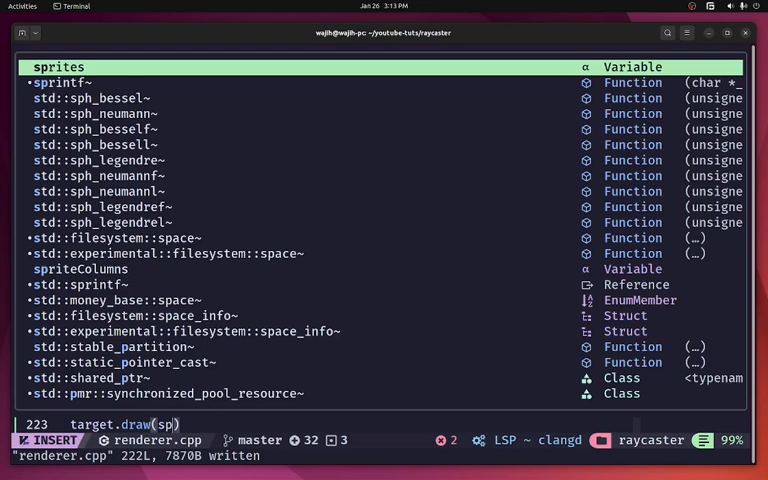 Activities Terminal Jan 26 3:13 PM
wajih@wajih-pc: ~/youtube-tuts/raycaster
sprites α Variable
•sprintf~ Function (char *_
std::sph_bessel~ Function (unsigne
std::sph_neumann~ Function (unsigne
std::sph_besself~ Function (unsigne
std::sph_bessell~ Function (unsigne
std::sph_legendre~ Function (unsigne
std::sph_neumannf~ Function (unsigne
std::sph_neumannl~ Function (unsigne
std::sph_legendref~ Function (unsigne
std::sph_legendrel~ Function (unsigne
•std::filesystem::space~ Function (…)
•std::experimental::filesystem::space~ Function (…)
spriteColumns α Variable
•std::sprintf~ Reference
•std::money_base::space~ EnumMember
•std::filesystem::space_info~ Struct
•std::experimental::filesystem::space_info~ Struct
•std::stable_partition~ Function (…)
•std::static_pointer_cast~ Function (…)
•std::shared_ptr~ Class <typenam
•std::pmr::synchronized_pool_resource~ Class
223 target.draw(sp)
INSERT renderer.cpp master 32 3 2 LSP ~ clangd raycaster 99%
"renderer.cpp" 222L, 7870B written